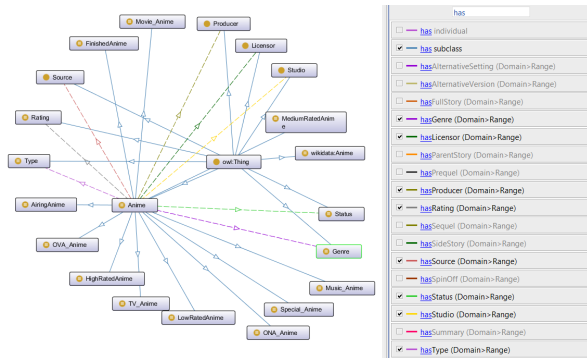 Movie_Anime
Producer
FinishedAnime
Licensor
Source
Studio
Rating
MediumRatedAnim
e
Type
owl:Thing
wikidata:Anime
AiringAnime
Anime
Status
OVA_Anime
Genre
HighRatedAnime
Music_Anime
TV_Anime
Special_Anime
LowRatedAnime
ONA_Anime
has
has individual
has subclass
hasAlternativeSetting (Domain>Range)
hasAlternativeVersion (Domain>Range)
hasFullStory (Domain>Range)
hasGenre (Domain>Range)
hasLicensor (Domain>Range)
hasParentStory (Domain>Range)
hasPrequel (Domain>Range)
hasProducer (Domain>Range)
hasRating (Domain>Range)
hasSequel (Domain>Range)
hasSideStory (Domain>Range)
hasSource (Domain>Range)
hasSpinOff (Domain>Range)
hasStatus (Domain>Range)
hasStudio (Domain>Range)
hasSummary (Domain>Range)
hasType (Domain>Range)